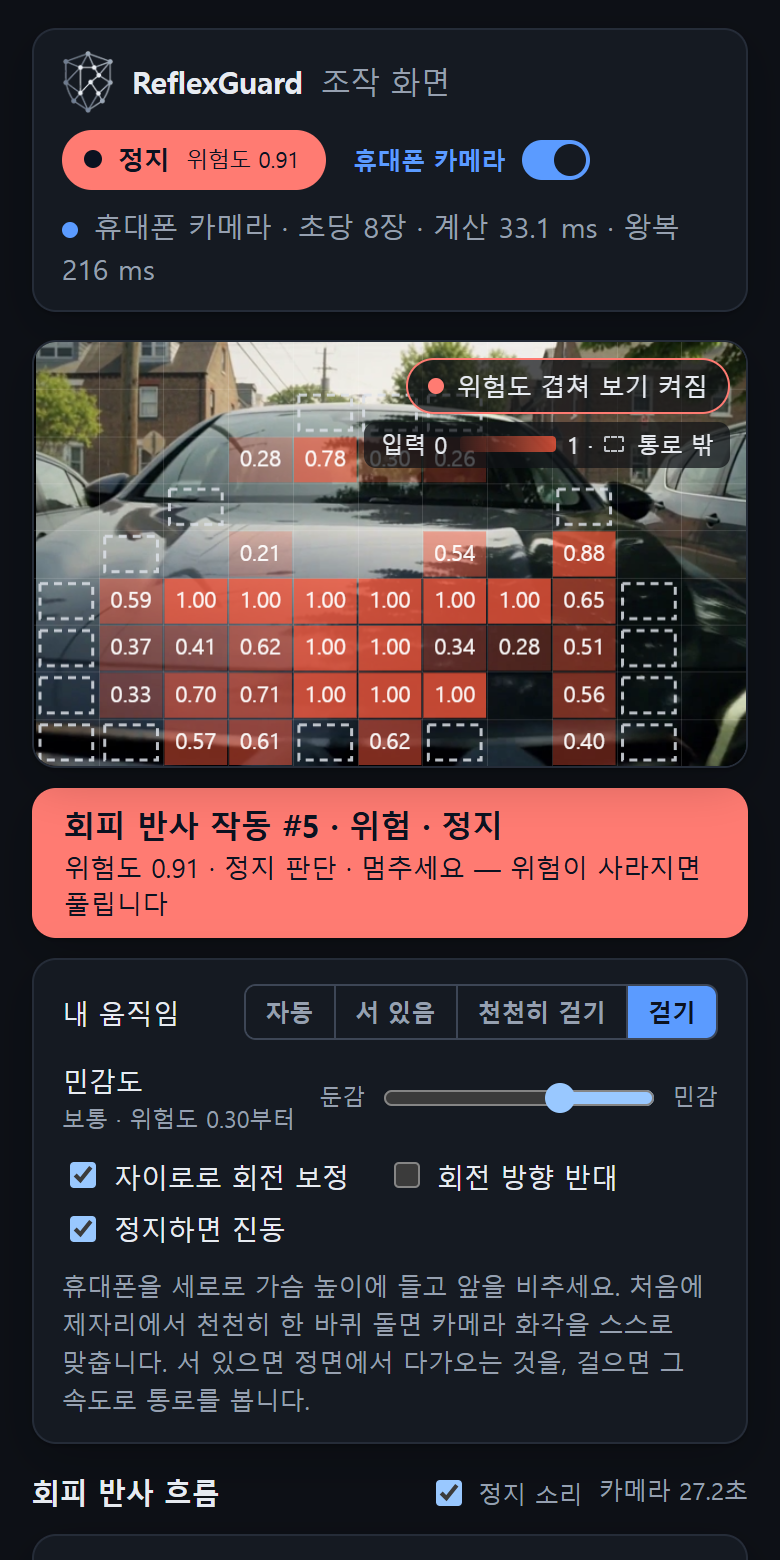 ReflexGuard 조작 화면
정지 위험도 0.91 휴대폰 카메라
휴대폰 카메라 · 초당 8장 · 계산 33.1 ms · 왕복
216 ms
위험도 겹쳐 보기 켜짐
입력 0 1 · 통로 밖
0.28 0.78 0.30 0.26
0.21 0.54 0.88
0.59 1.00 1.00 1.00 1.00 1.00 1.00 0.65
0.37 0.41 0.62 1.00 1.00 0.34 0.28 0.51
0.33 0.70 0.71 1.00 1.00 1.00 0.56
0.57 0.61 0.62 0.40
회피 반사 작동 #5 · 위험 · 정지
위험도 0.91 · 정지 판단 · 멈추세요 — 위험이 사라지면
풀립니다
내 움직임 자동 서 있음 천천히 걷기 걷기
민감도 둔감 민감
보통 · 위험도 0.30부터
자이로로 회전 보정 회전 방향 반대
정지하면 진동
휴대폰을 세로로 가슴 높이에 들고 앞을 비추세요. 처음에
제자리에서 천천히 한 바퀴 돌면 카메라 화각을 스스로
맞춥니다. 서 있으면 정면에서 다가오는 것을, 걸으면 그
속도로 통로를 봅니다.
회피 반사 흐름 정지 소리 카메라 27.2초